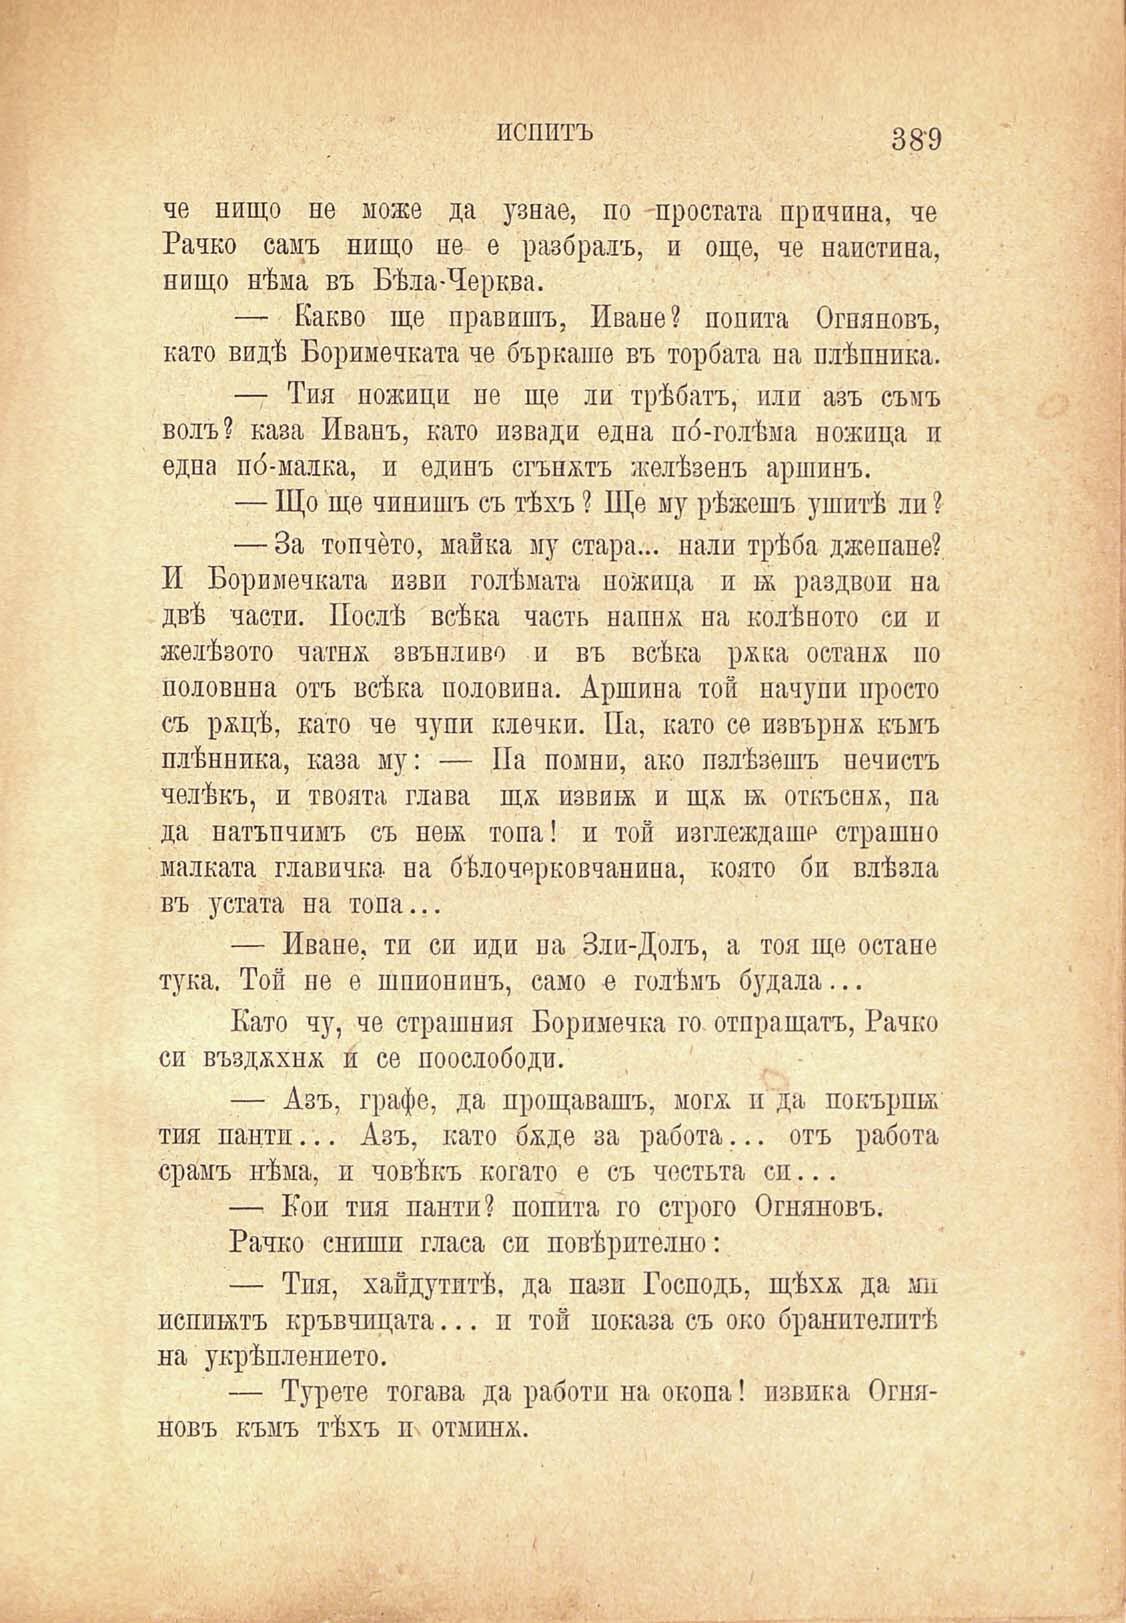 ИСПИТЪ
389
че нищо не може да узнае, по простата причина, че
Рачко самъ нищо не е разбралъ, и още, че наистина,
нищо нѣма въ Бѣла-Черква.
— Какво ще правишъ, Иване? попита Огняновъ,
като видѣ Боримечката че бъркаше въ торбата на плѣпника.
— Тия ножици не ще ли трѣбатъ, или азъ съмъ
волъ? каза Иванъ, като извади една по́-голѣма ножица и
една по́-малка, и единъ сгънѫтъ желѣзенъ аршинъ.
— Що ще чинишъ съ тѣхъ? Ще му рѣжешъ ушитѣ ли?
— За топчѐто, майка му стара... нали трѣба джепане?
И Боримечката изви голѣмата ножица и ѭ раздвои на
двѣ части. Послѣ всѣка часть напнѫ на колѣното си и
желѣзото чатнѫ звънливо и въ всѣка рѫка останѫ по
половина отъ всѣка половина. Аршина той начупи просто
съ рѫцѣ, като че чупи клечки. Па, като се извърнѫ към‌ъ
плѣнника, каза му: — Па помни, ако излѣзешъ нечистъ
челѣкъ, и твоята глава щѫ извиѭ и щѫ ѭ откъснѫ, па
да натъпчимъ съ неѭ топа! и той изглеждаше страшно
малката главичка на бѣлочерковчанина, която би влѣзла
въ устата на топа...
— Иване, ти си иди на Зли-Долъ, а тоя ще остане
тука. Той не е шпионинъ, само е голѣмъ будала...
Като чу, че страшния Боримечка го отпращатъ, Рачко
си въздѫхнѫ и се поослободи.
— Азъ, графе, да прощавашъ, могѫ и да покърпѭ
тия панти... Азъ, като бѫде за работа... отъ работа
срамъ нѣма, и човѣкъ когато е съ честьта си...
— Кои тия панти? попита го строго Огняновъ.
Рачко сниши гласа си повѣрително:
— Тия, хайдутитѣ, да пази Господь, щѣхѫ да ми
испиѭтъ кръвчицата... и той показа съ око бранителитѣ
на укрѣплението.
— Турете тогава да работи на окопа! извика Огня-
новъ къмъ тѣхъ и отминѫ.